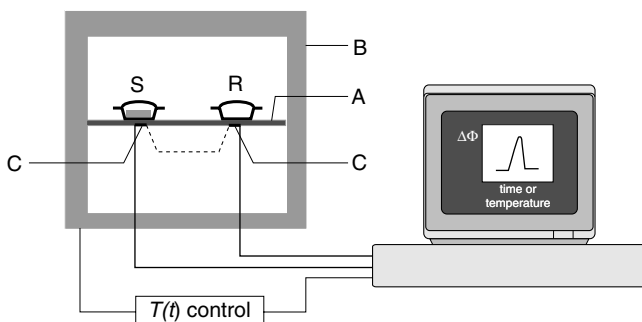 B
S
R
A
C
C
ΔΦ
time or
temperature
T(t) control